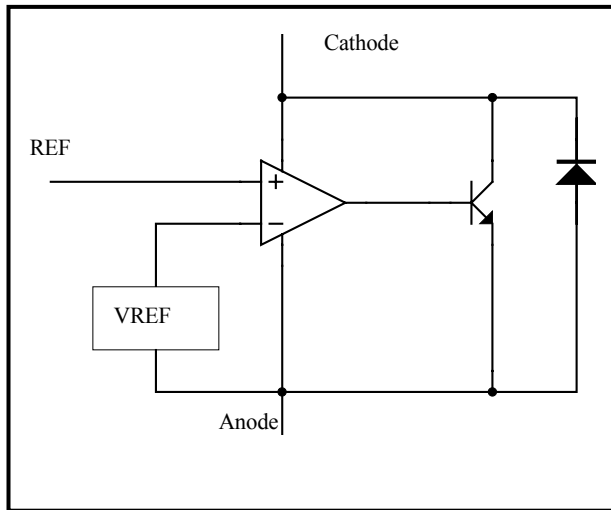 Cathode
REF
+
−
VREF
Anode